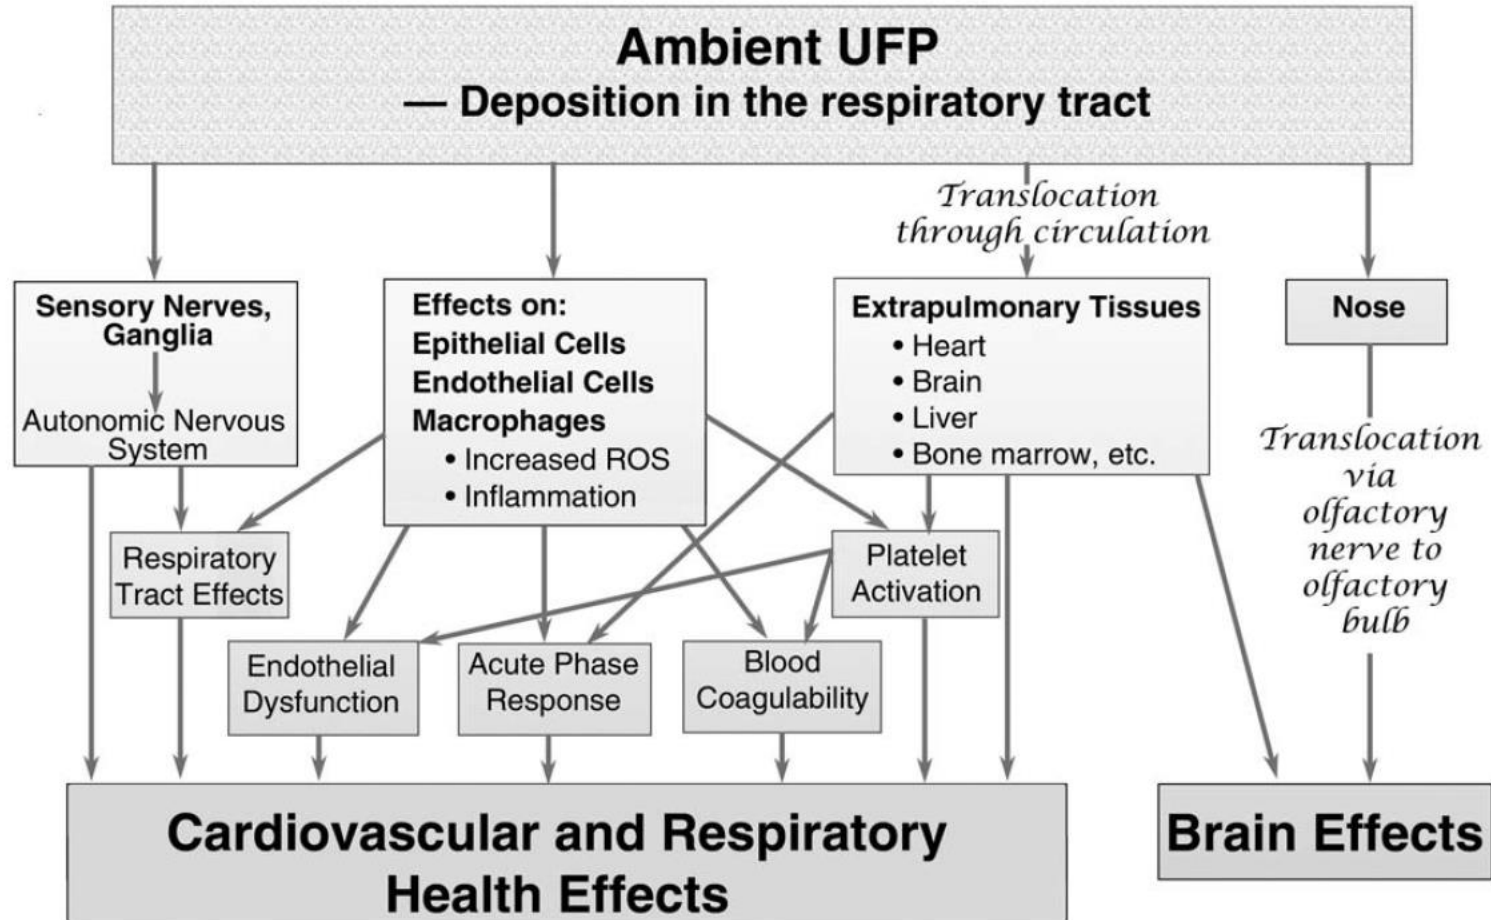 Ambient UFP
— Deposition in the respiratory tract
Translocation
through circulation
Sensory Nerves,
Ganglia
Autonomic Nervous
System
Effects on:
Epithelial Cells
Endothelial Cells
Macrophages
• Increased ROS
• Inflammation
Extrapulmonary Tissues
• Heart
• Brain
• Liver
• Bone marrow, etc.
Nose
Translocation
via
olfactory
nerve to
olfactory
bulb
Respiratory
Tract Effects
Platelet
Activation
Endothelial
Dysfunction
Acute Phase
Response
Blood
Coagulability
Cardiovascular and Respiratory
Health Effects
Brain Effects